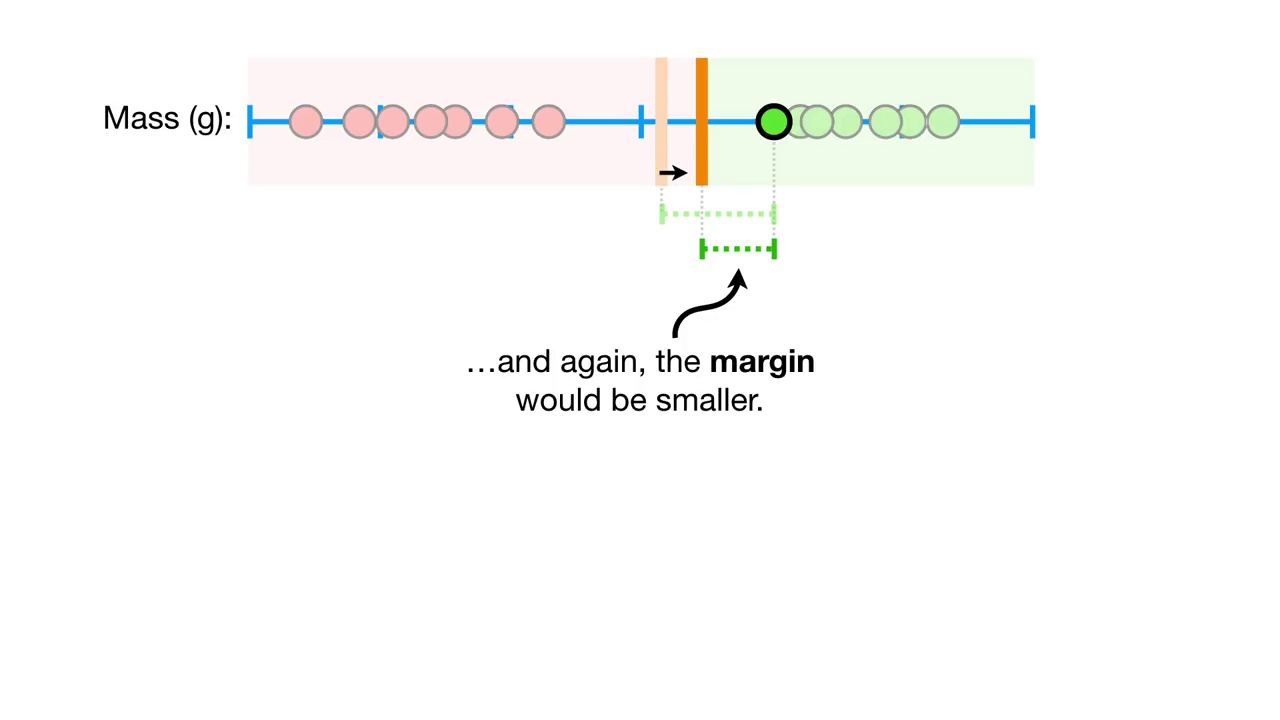 Mass (g):
…and again, the margin
would be smaller.